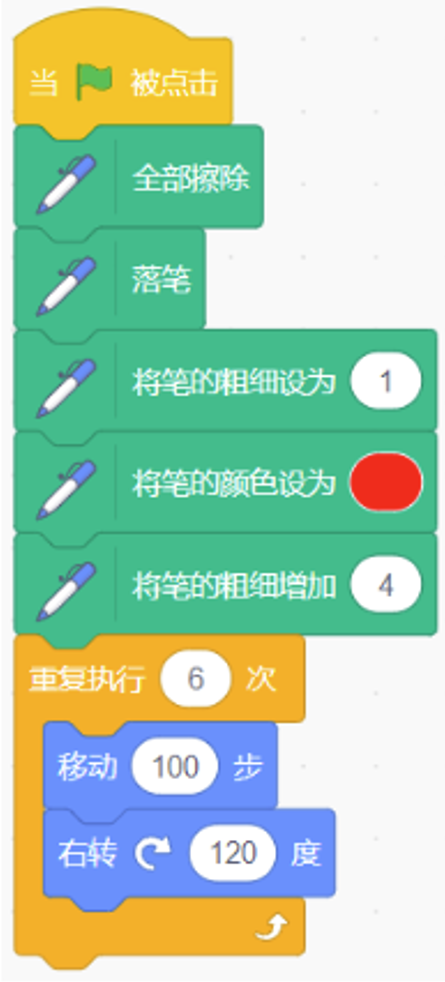 当 被点击
全部擦除
落笔
将笔的粗细设为 1
将笔的颜色设为
将笔的粗细增加 4
重复执行 6 次
移动 100 步
右转 120 度